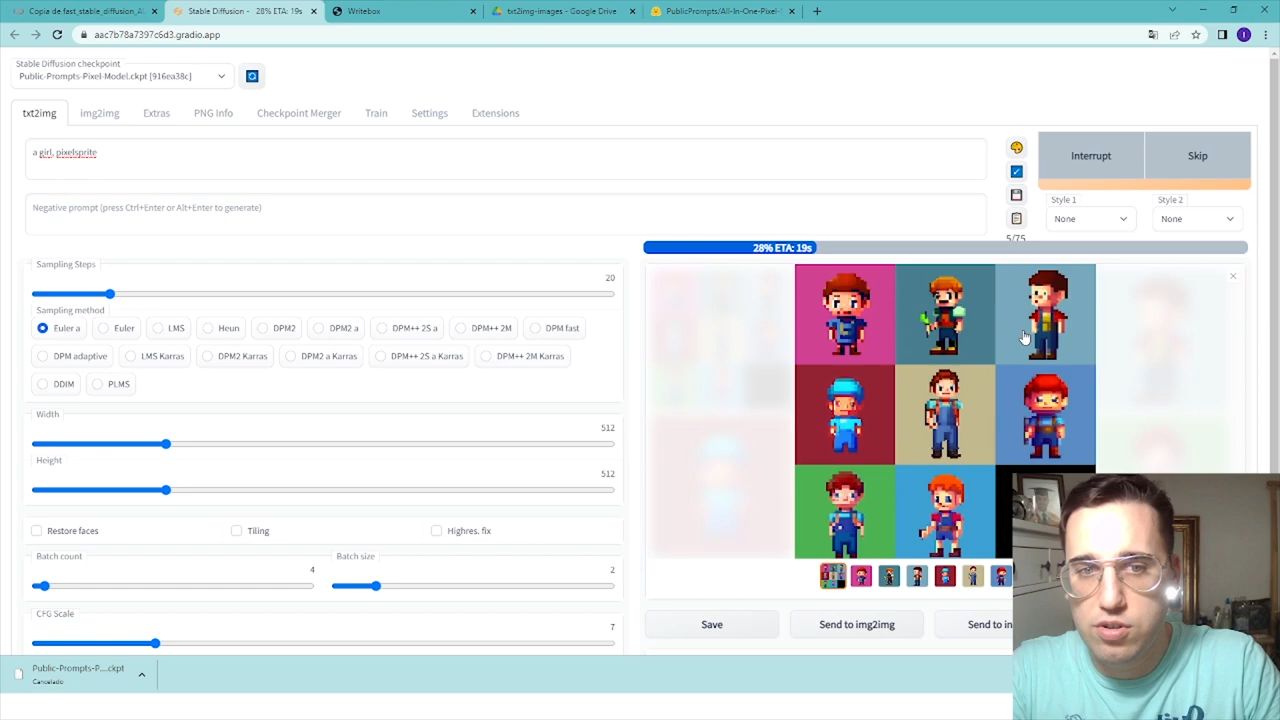 Copia de fast_stable_diffusion_AU
Stable Diffusion - 28% ETA: 19s
Writebox
txt2img-images - Google Drive
PublicPrompts/All-In-One-Pixel-
aac7b78a7397c6d3.gradio.app
Stable Diffusion checkpoint
Public-Prompts-Pixel-Model.ckpt [916ea38c]
txt2img
img2img
Extras
PNG Info
Checkpoint Merger
Train
Settings
Extensions
a girl, pixelsprite
Interrupt
Skip
Style 1
Style 2
None
None
Negative prompt (press Ctrl+Enter or Alt+Enter to generate)
5/75
28% ETA: 19s
Sampling Steps
20
Sampling method
Euler a
Euler
LMS
Heun
DPM2
DPM2 a
DPM++ 2S a
DPM++ 2M
DPM fast
DPM adaptive
LMS Karras
DPM2 Karras
DPM2 a Karras
DPM++ 2S a Karras
DPM++ 2M Karras
DDIM
PLMS
Width
512
Height
512
Restore faces
Tiling
Highres. fix
Batch count
4
Batch size
2
CFG Scale
7
Save
Send to img2img
Send to in
Public-Prompts-P....ckpt
Cancelado